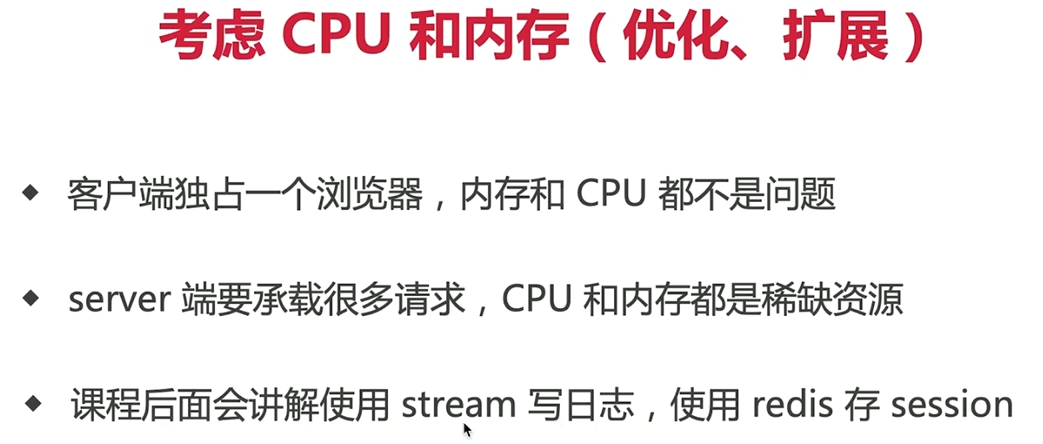 考虑 CPU 和内存（优化、扩展）
◆ 客户端独占一个浏览器，内存和 CPU 都不是问题
◆ server 端要承载很多请求，CPU 和内存都是稀缺资源
◆ 课程后面会讲解使用 stream 写日志，使用 redis 存 session